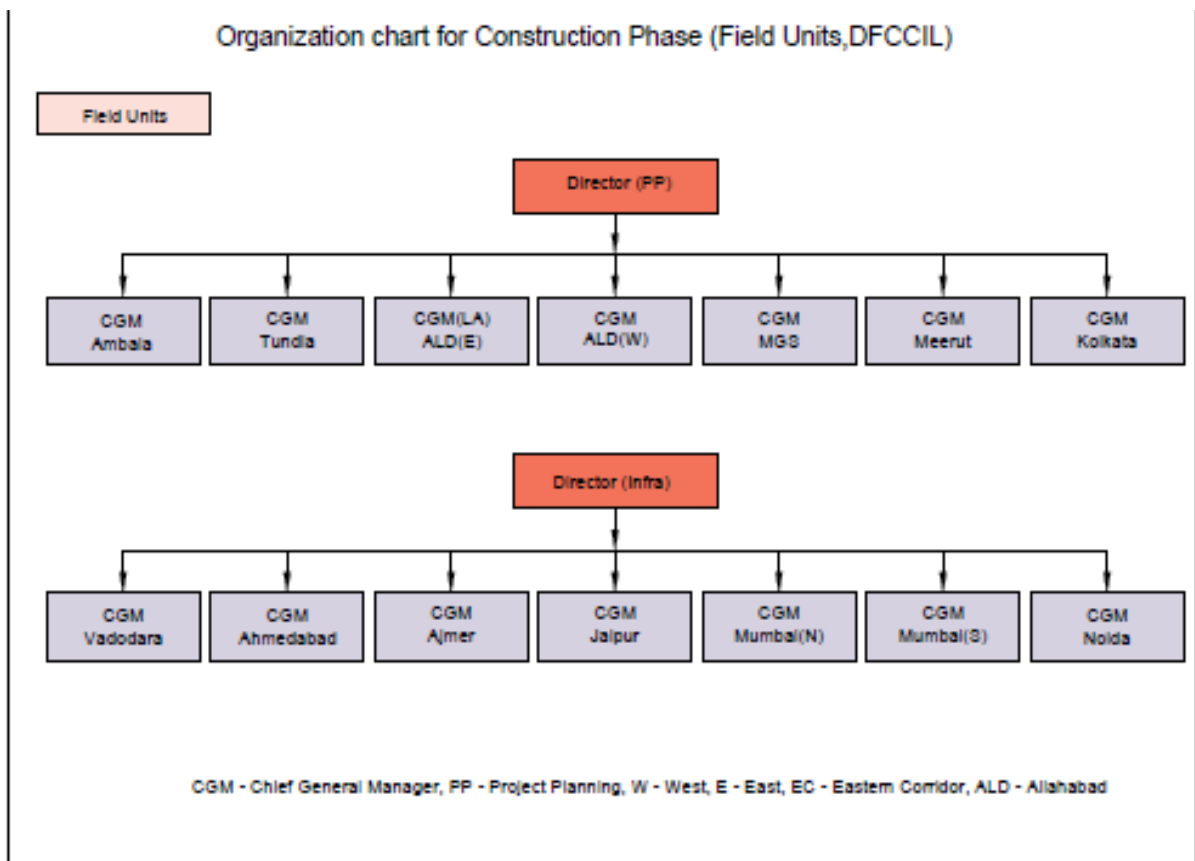 Organization chart for Construction Phase (Field Units,DFCCIL)
Field Units
Director (PP)
CGM
Ambala
CGM
Tundla
CGM(LA)
ALD(E)
CGM
ALD(W)
CGM
MGS
CGM
Meerut
CGM
Kolkata
Director (Infra)
CGM
Vadodara
CGM
Ahmedabad
CGM
Ajmer
CGM
Jaipur
CGM
Mumbai(N)
CGM
Mumbai(S)
CGM
Noida
CGM - Chief General Manager, PP - Project Planning, W - West, E - East, EC - Eastern Corridor, ALD - Allahabad